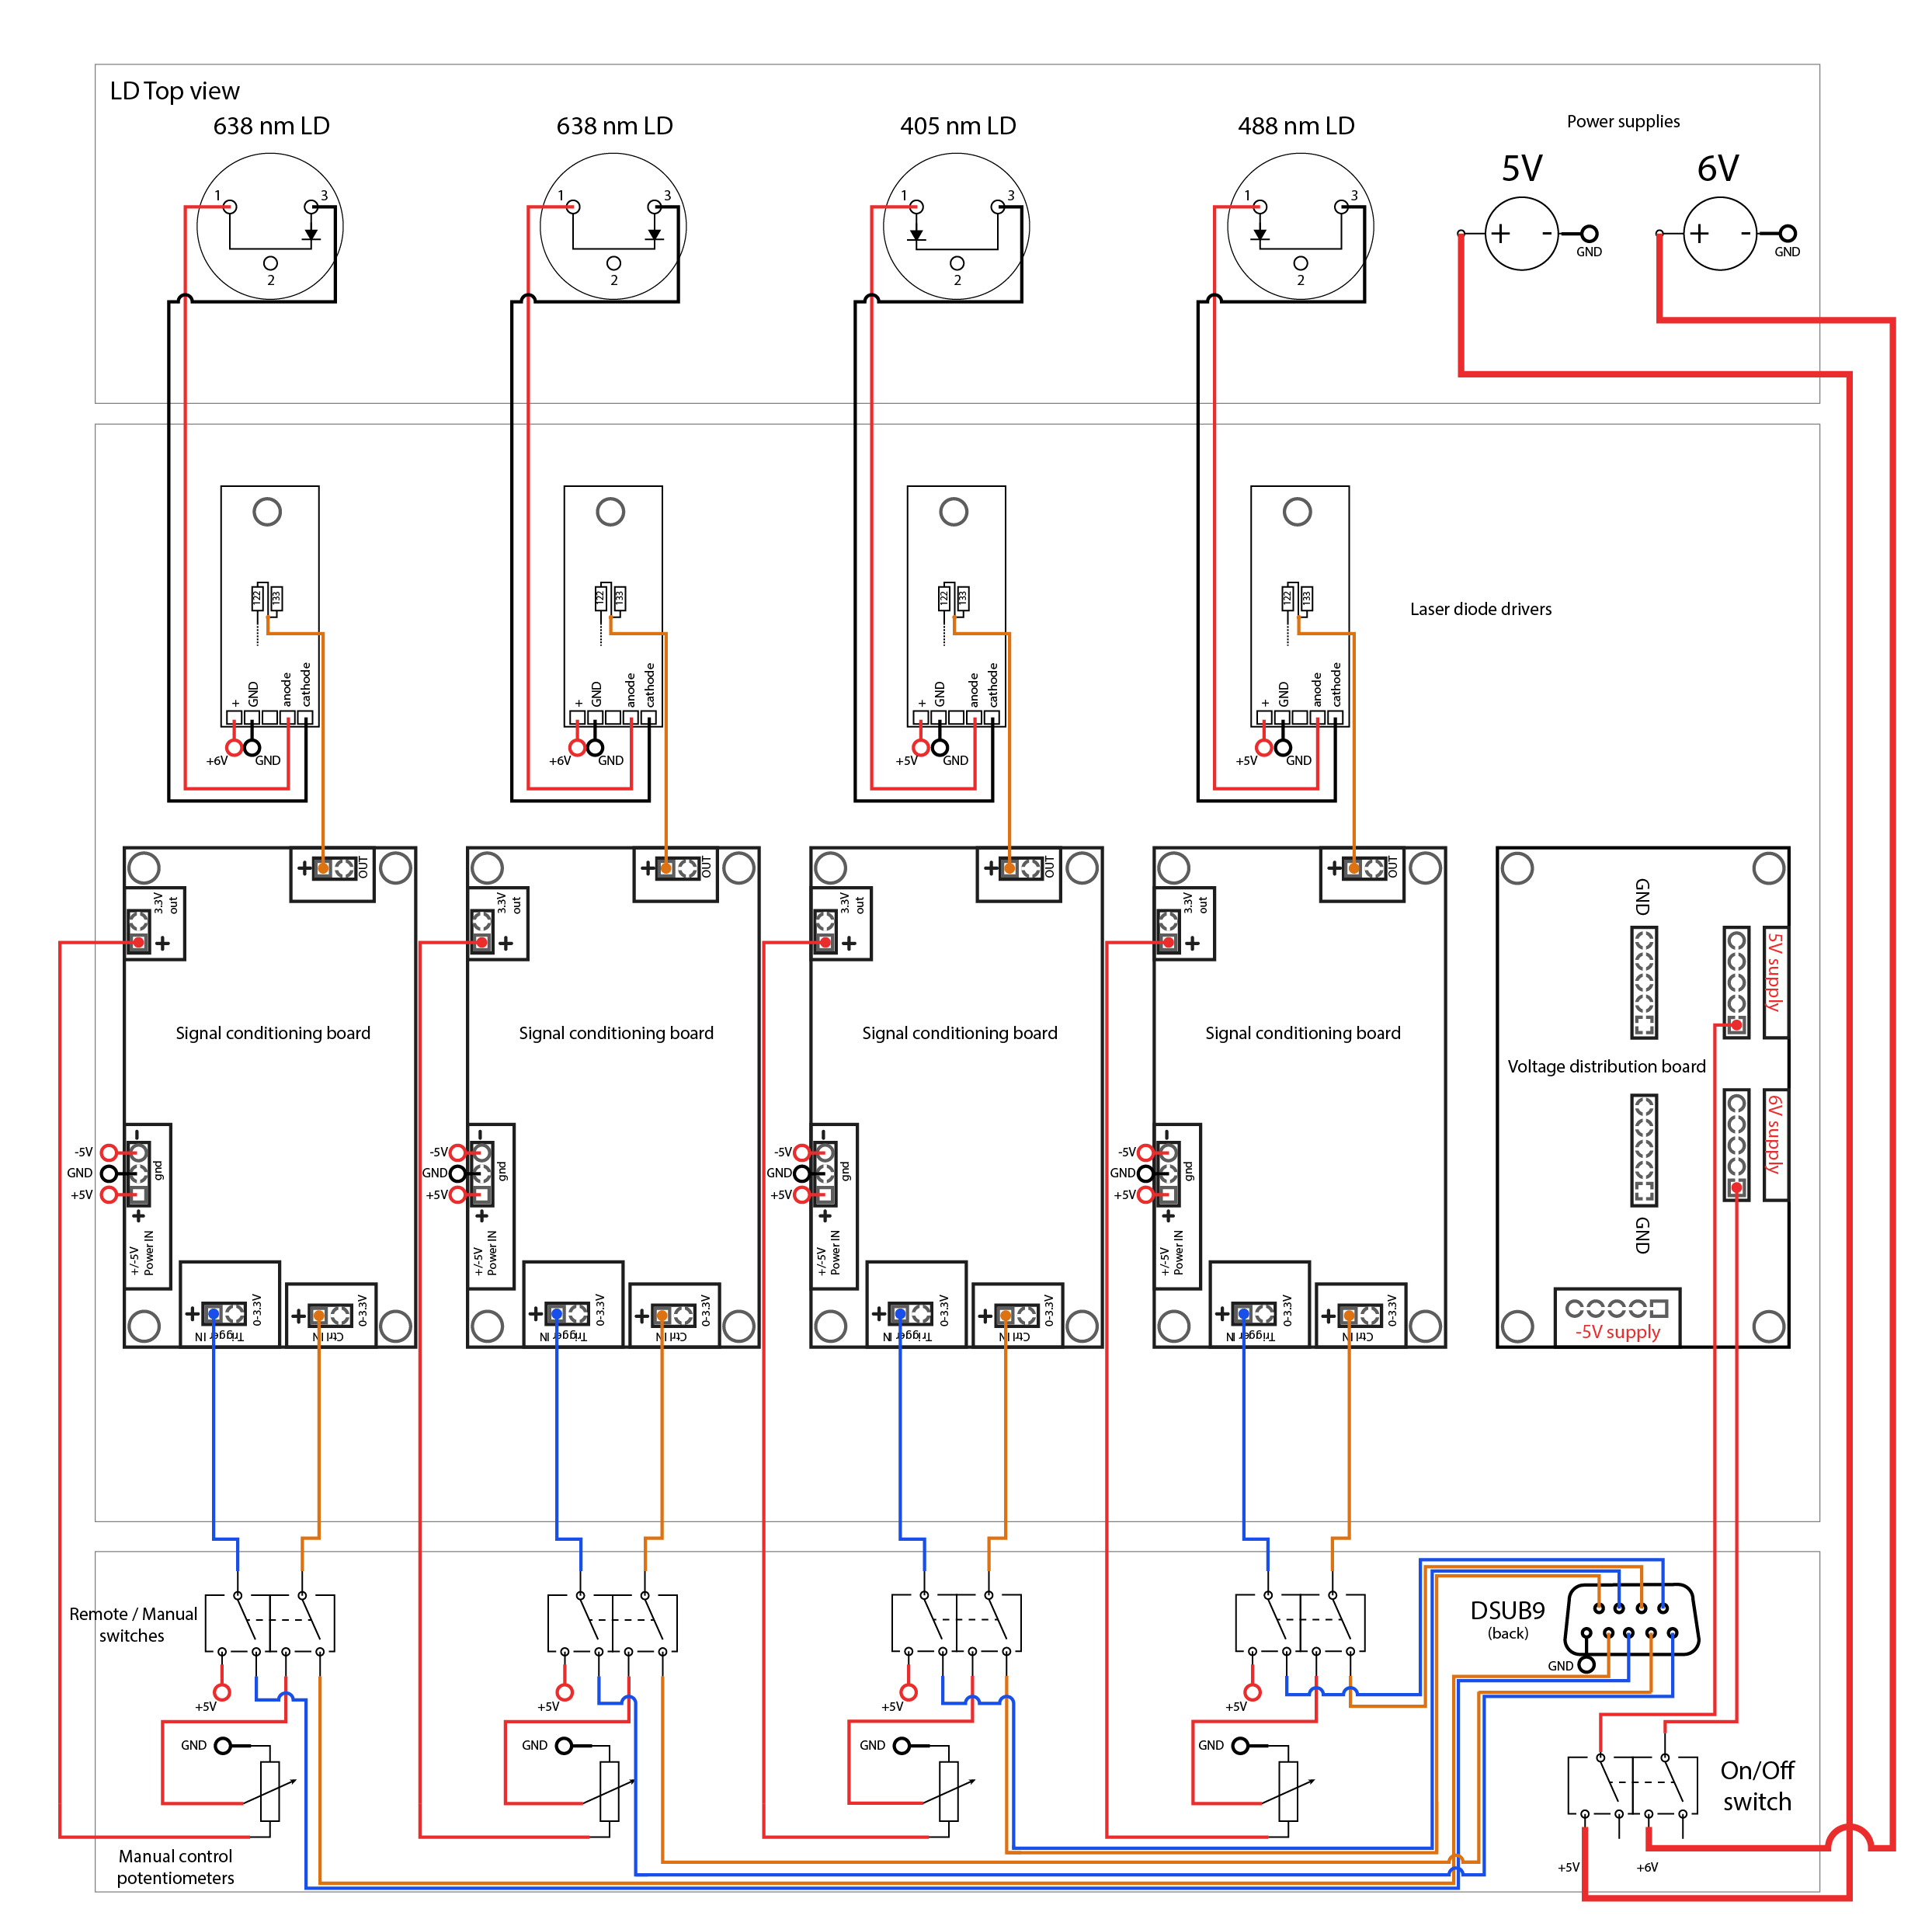 LD Top view
638 nm LD
638 nm LD
405 nm LD
488 nm LD
Power supplies
5V
6V
1
3
2
1
3
2
1
3
2
1
3
2
+
-
GND
+
-
GND
122
133
122
133
122
133
122
133
Laser diode drivers
+
GND
anode
cathode
+
GND
anode
cathode
+
GND
anode
cathode
+
GND
anode
cathode
+6V
GND
+6V
GND
+5V
GND
+5V
GND
+
OUT
+
OUT
+
OUT
+
OUT
3.3V
out
+
3.3V
out
+
3.3V
out
+
3.3V
out
+
GND
5V supply
Signal conditioning board
Signal conditioning board
Signal conditioning board
Signal conditioning board
Voltage distribution board
6V supply
GND
-5V supply
-5V
GND
+5V
-
gnd
+
+/-5V
Power IN
-5V
GND
+5V
-
gnd
+
+/-5V
Power IN
-5V
GND
+5V
-
gnd
+
+/-5V
Power IN
-5V
GND
+5V
-
gnd
+
+/-5V
Power IN
+
0-3.3V
Trigger IN
+
0-3.3V
Ctrl IN
+
0-3.3V
Trigger IN
+
0-3.3V
Ctrl IN
+
0-3.3V
Trigger IN
+
0-3.3V
Ctrl IN
+
0-3.3V
Trigger IN
+
0-3.3V
Ctrl IN
Remote / Manual
switches
DSUB9
(back)
GND
+5V
+5V
+5V
+5V
GND
GND
GND
GND
On/Off
switch
Manual control
potentiometers
+5V
+6V